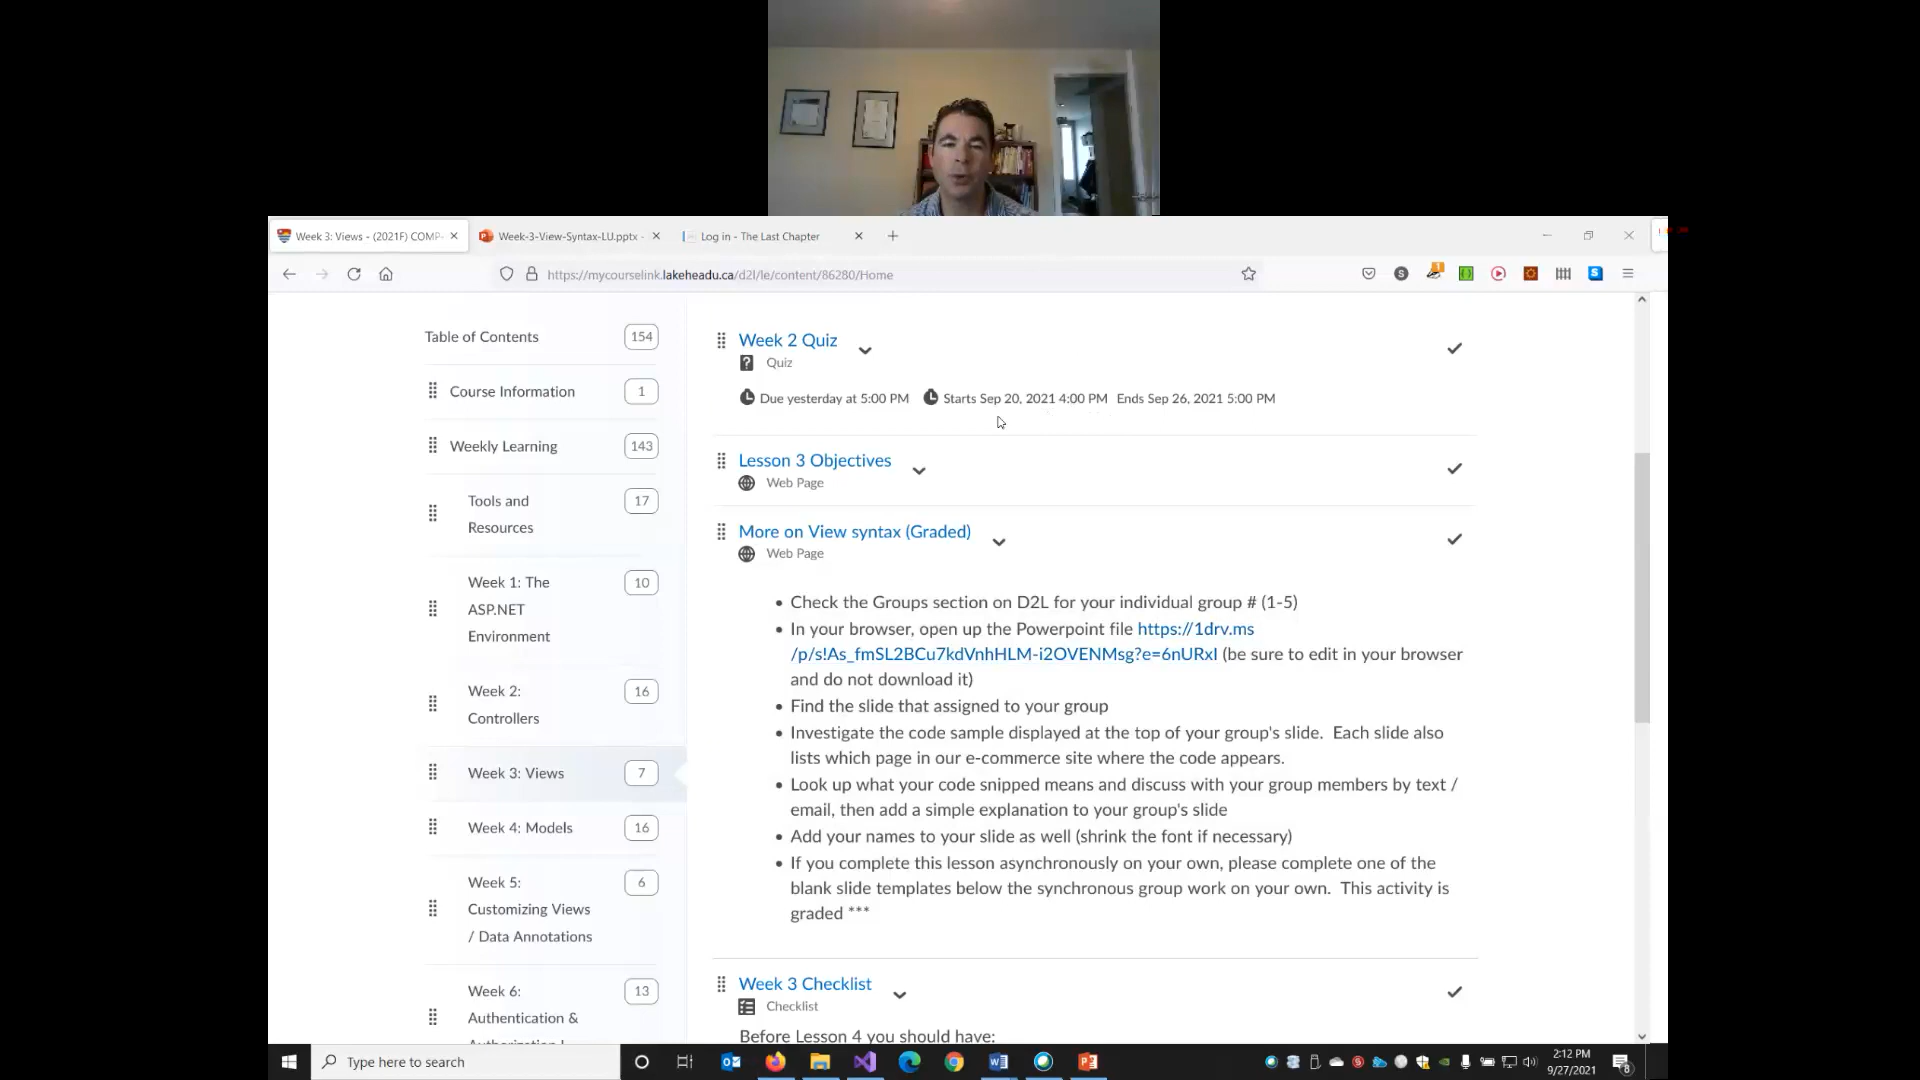 Week 3: Views - (2021F) COMP-
Week-3-View-Syntax-LU.pptx -
Log in - The Last Chapter
https://mycourselink.lakeheadu.ca/d2l/le/content/86280/Home
Table of Contents 154
Course Information 1
Weekly Learning 143
Tools and 17
Resources
Week 1: The 10
ASP.NET
Environment
Week 2: 16
Controllers
Week 3: Views 7
Week 4: Models 16
Week 5: 6
Customizing Views
/ Data Annotations
Week 6: 13
Authentication &
Week 2 Quiz
Quiz
Due yesterday at 5:00 PM Starts Sep 20, 2021 4:00 PM Ends Sep 26, 2021 5:00 PM
Lesson 3 Objectives
Web Page
More on View syntax (Graded)
Web Page
• Check the Groups section on D2L for your individual group # (1-5)
• In your browser, open up the Powerpoint file https://1drv.ms
/p/s!As_fmSL2BCu7kdVnhHLM-i2OVENMsg?e=6nURxI (be sure to edit in your browser
and do not download it)
• Find the slide that assigned to your group
• Investigate the code sample displayed at the top of your group's slide. Each slide also
lists which page in our e-commerce site where the code appears.
• Look up what your code snipped means and discuss with your group members by text /
email, then add a simple explanation to your group's slide
• Add your names to your slide as well (shrink the font if necessary)
• If you complete this lesson asynchronously on your own, please complete one of the
blank slide templates below the synchronous group work on your own. This activity is
graded ***
Week 3 Checklist
Checklist
Before Lesson 4 you should have:
Type here to search
2:12 PM
9/27/2021
8